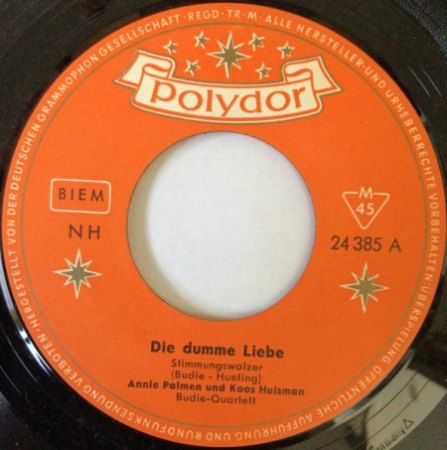 HERGESTELLT VON DER DEUTSCHEN GRAMMOPHON GESELLSCHAFT · REGD·TR·M· ALLE HERSTELLER- UND URHEBERRECHTE VORBEHALTEN · ÜBERSPIELUNG ÖFFENTLICHE AUFFÜHRUNG UND RUNDFUNKSENDUNG VERBOTEN
Polydor
BIEM
M
45
NH
24 385 A
Die dumme Liebe
Stimmungswalzer
(Budie - Hueting)
Annie Palmen und Koos Huisman
Budie-Quartett
Germany